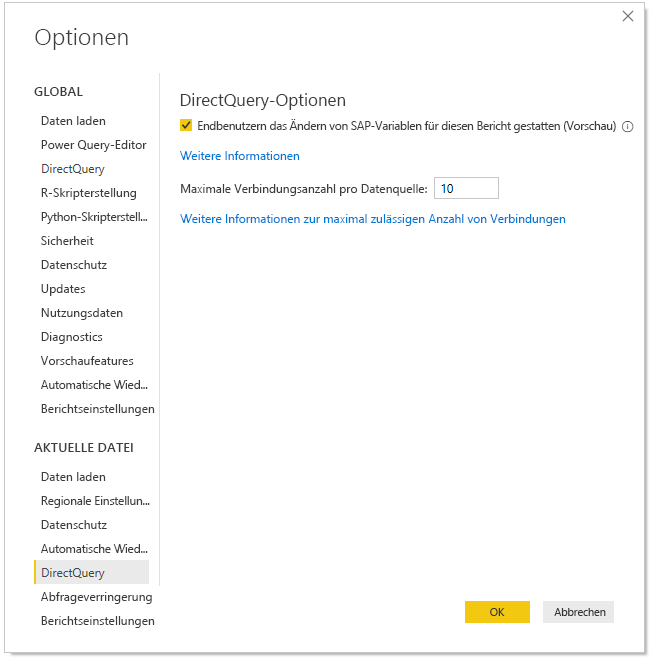 Optionen
GLOBAL
Daten laden
Power Query-Editor
DirectQuery
R-Skripterstellung
Python-Skripterstell...
Sicherheit
Datenschutz
Updates
Nutzungsdaten
Diagnostics
Vorschaufeatures
Automatische Wied...
Berichtseinstellungen
AKTUELLE DATEI
Daten laden
Regionale Einstellun...
Datenschutz
Automatische Wied...
DirectQuery
Abfrageverringerung
Berichtseinstellungen
DirectQuery-Optionen
Endbenutzern das Ändern von SAP-Variablen für diesen Bericht gestatten (Vorschau)
Weitere Informationen
Maximale Verbindungsanzahl pro Datenquelle: 10
Weitere Informationen zur maximal zulässigen Anzahl von Verbindungen
OK Abbrechen